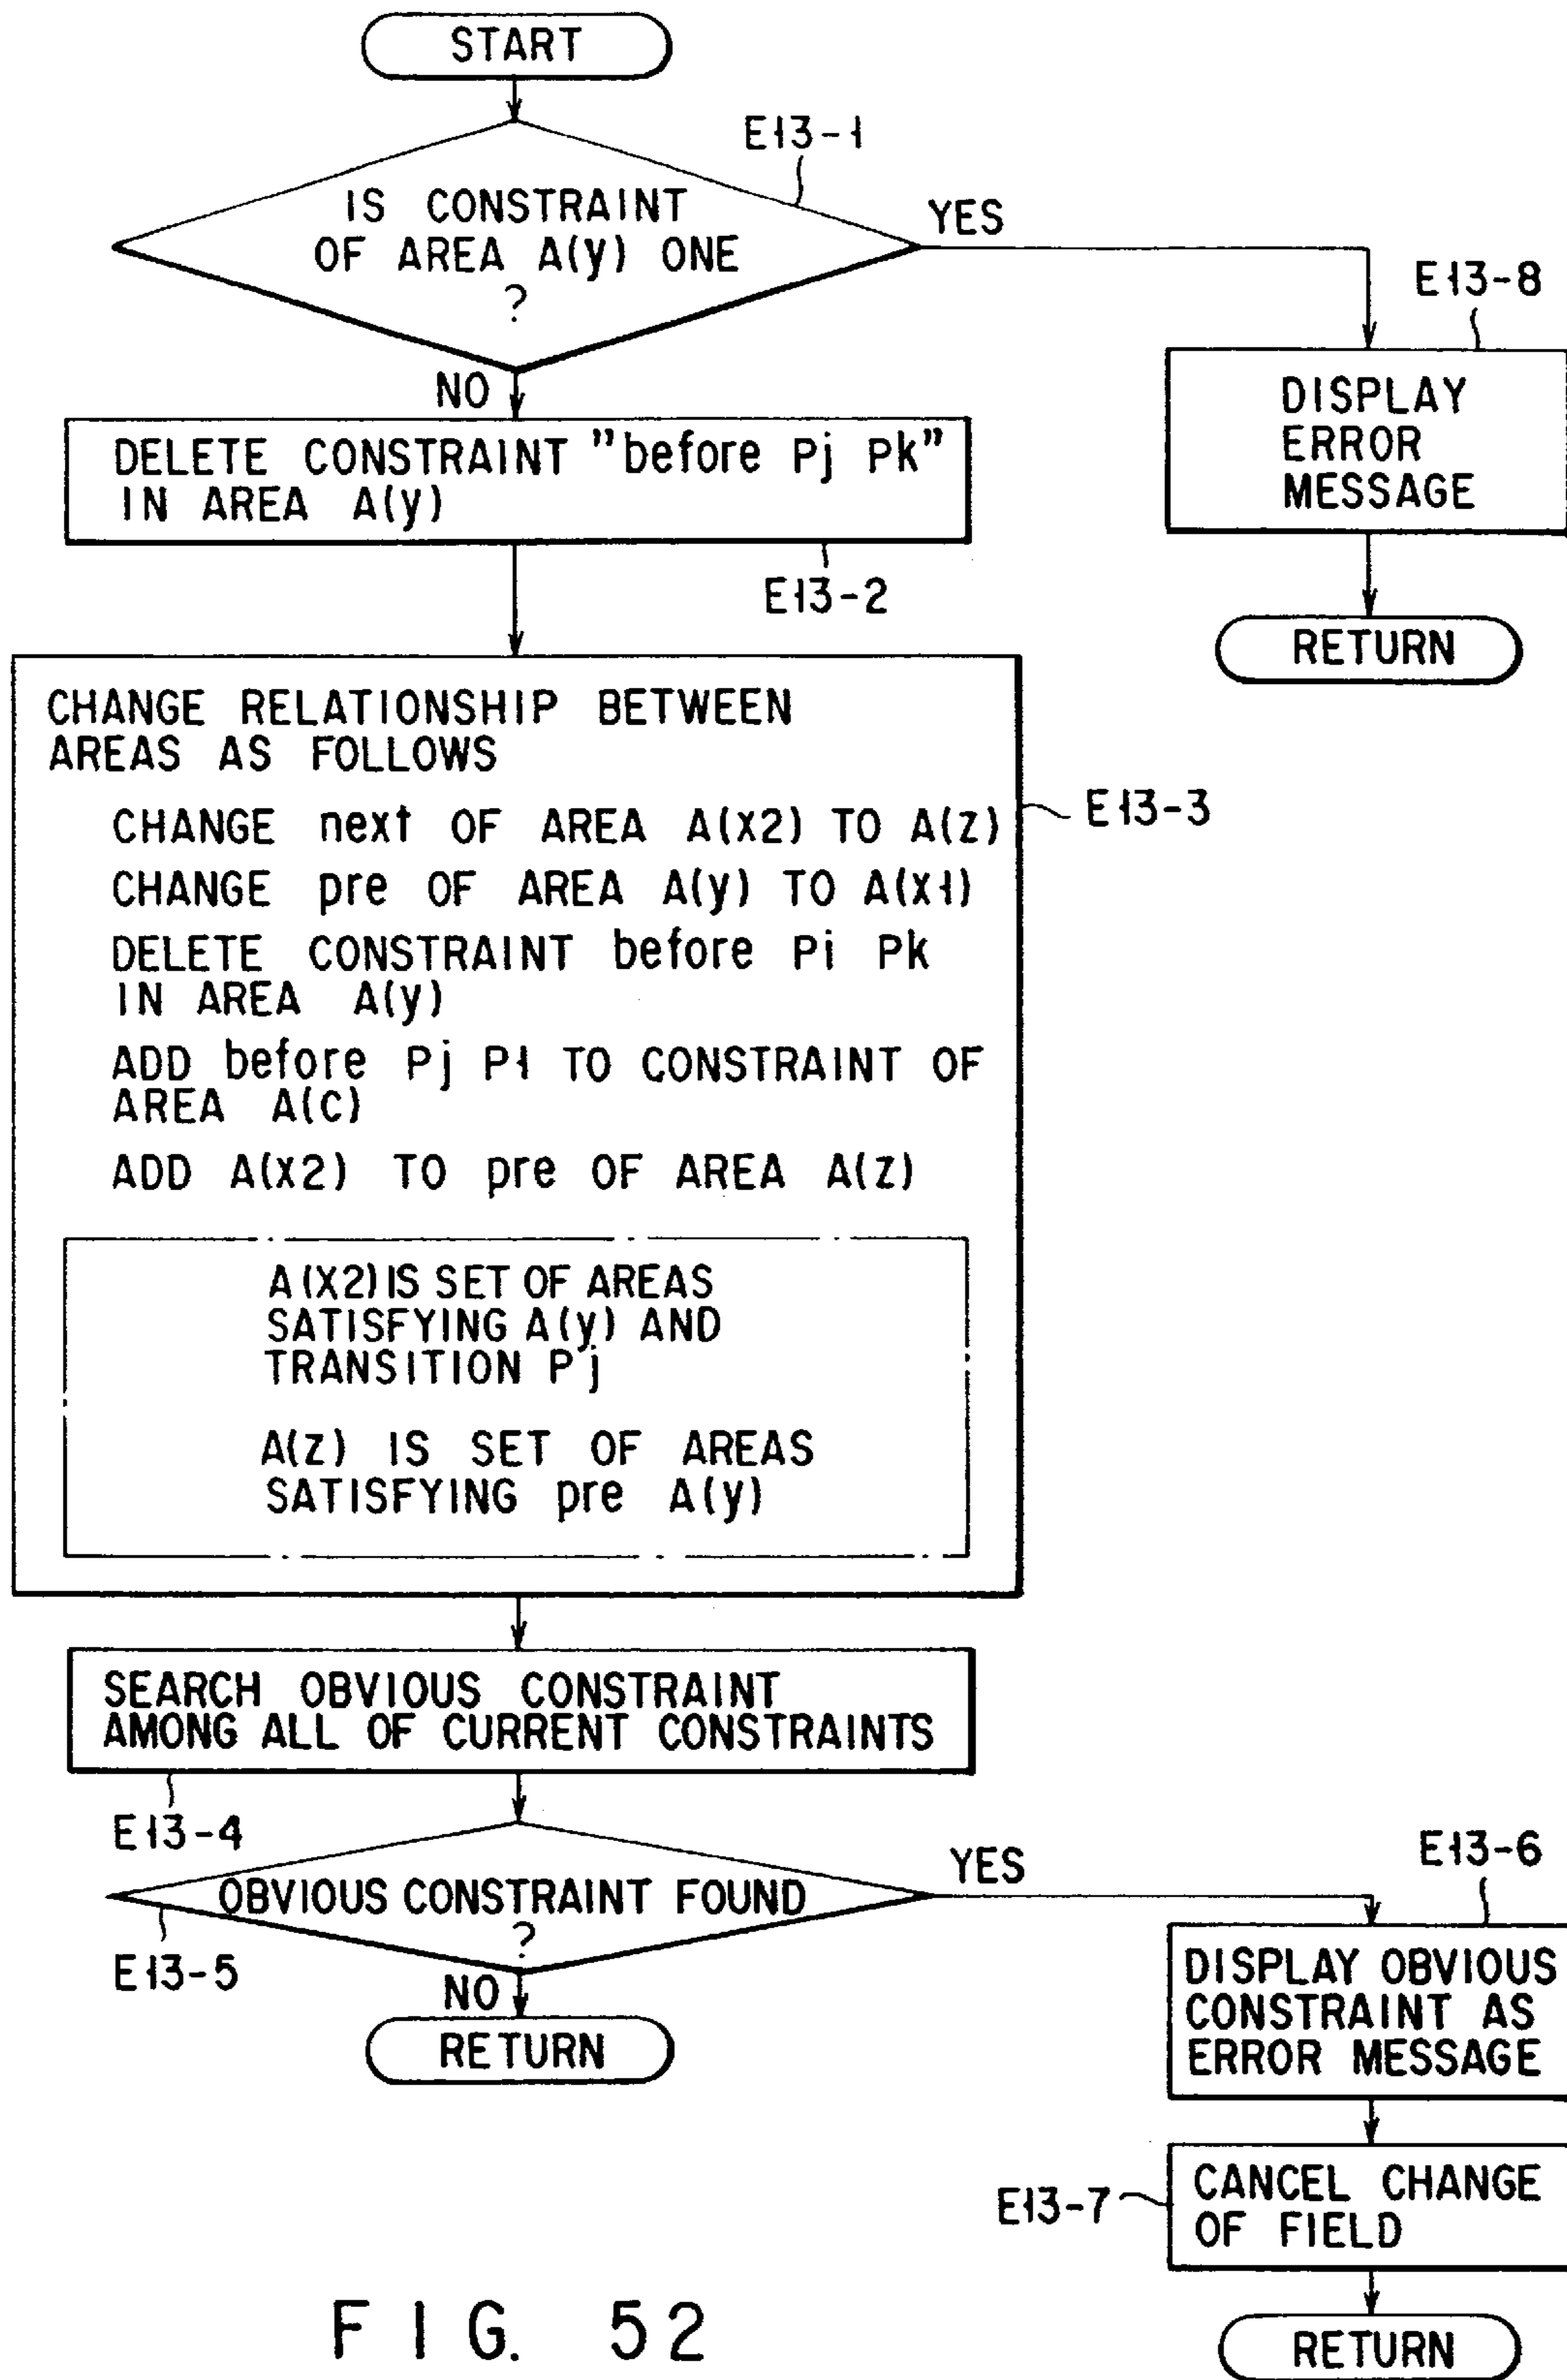 START
E13-1
IS CONSTRAINT
OF AREA A(y) ONE
?
YES
NO
E13-8
DISPLAY
ERROR
MESSAGE
RETURN
DELETE CONSTRAINT "before Pj Pk"
IN AREA A(y)
E13-2
CHANGE RELATIONSHIP BETWEEN
AREAS AS FOLLOWS
CHANGE next OF AREA A(x2) TO A(z)
CHANGE pre OF AREA A(y) TO A(x1)
DELETE CONSTRAINT before Pi Pk
IN AREA A(y)
ADD before Pj P1 TO CONSTRAINT OF
AREA A(c)
ADD A(x2) TO pre OF AREA A(z)
E13-3
A(x2) IS SET OF AREAS
SATISFYING A(y) AND
TRANSITION Pj
A(z) IS SET OF AREAS
SATISFYING pre A(y)
SEARCH OBVIOUS CONSTRAINT
AMONG ALL OF CURRENT CONSTRAINTS
E13-4
OBVIOUS CONSTRAINT FOUND
?
E13-5
YES
NO
RETURN
E13-6
DISPLAY OBVIOUS
CONSTRAINT AS
ERROR MESSAGE
E13-7
CANCEL CHANGE
OF FIELD
RETURN
FIG. 52